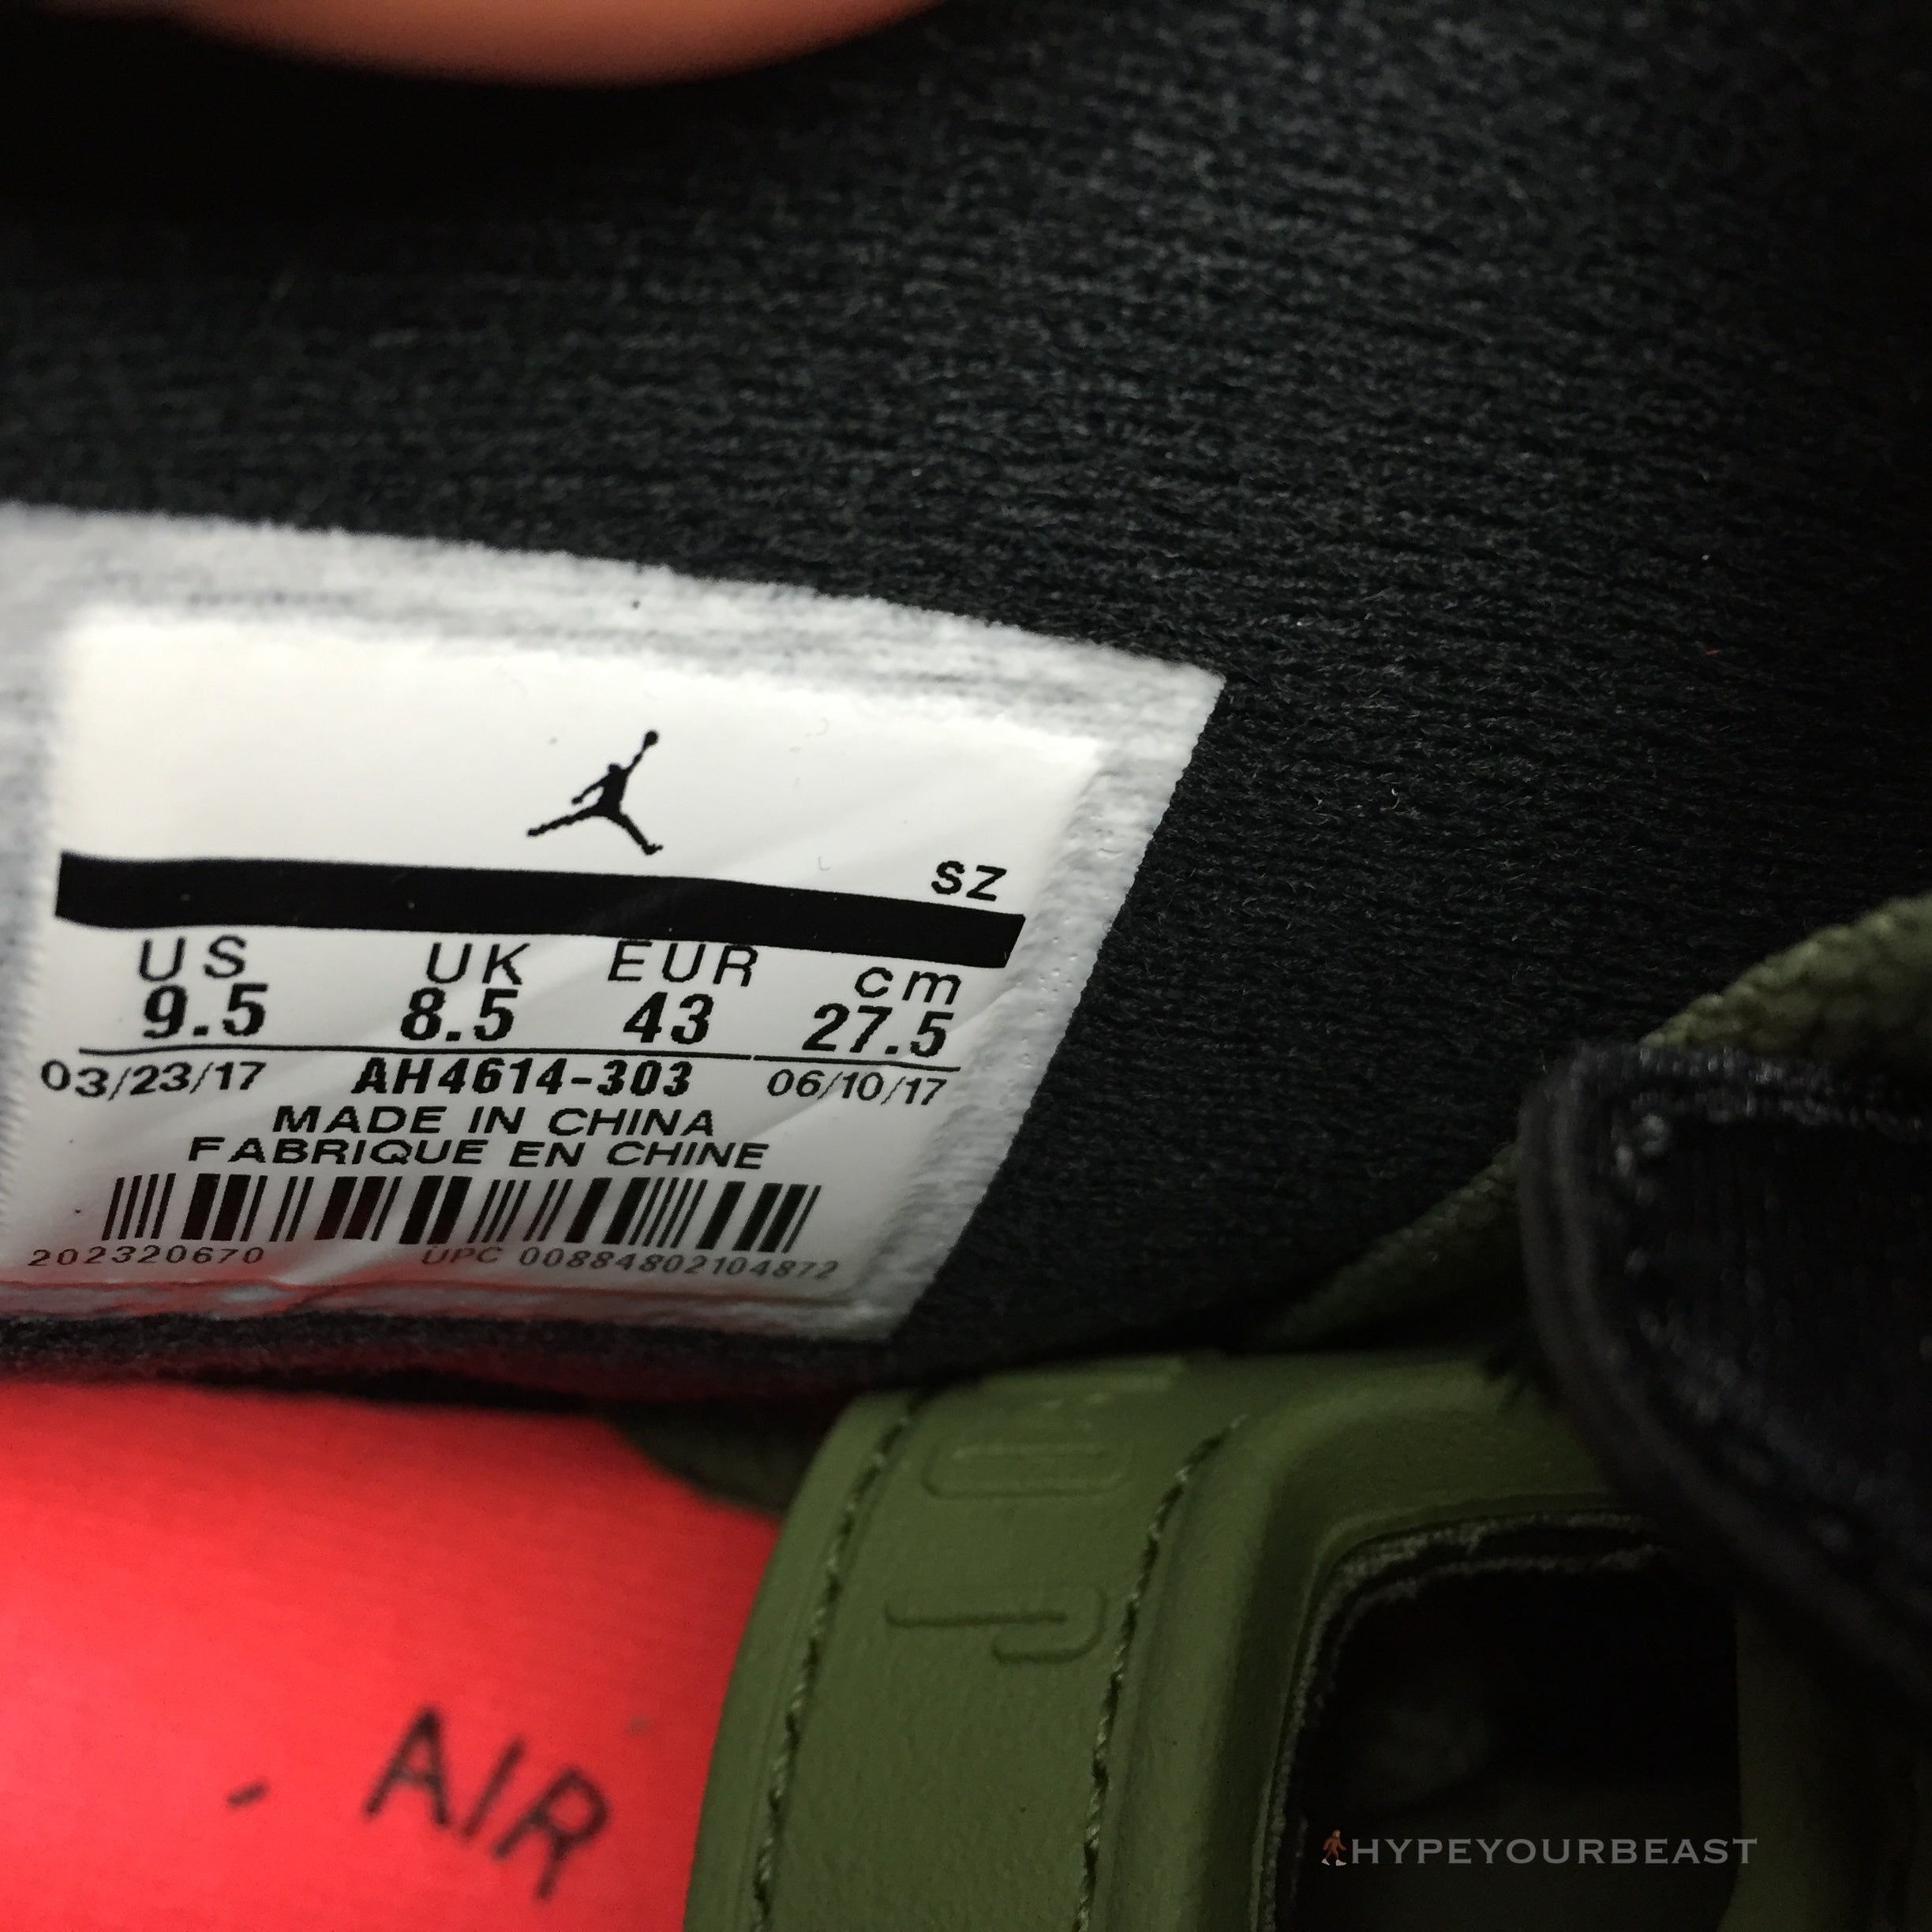 SZ
US UK EUR cm
9.5 8.5 43 27.5
03/23/17 AH4614-303 06/10/17
MADE IN CHINA
FABRIQUE EN CHINE
202320670 UPC 00884802104872
AIR
HYPEYOURBEAST